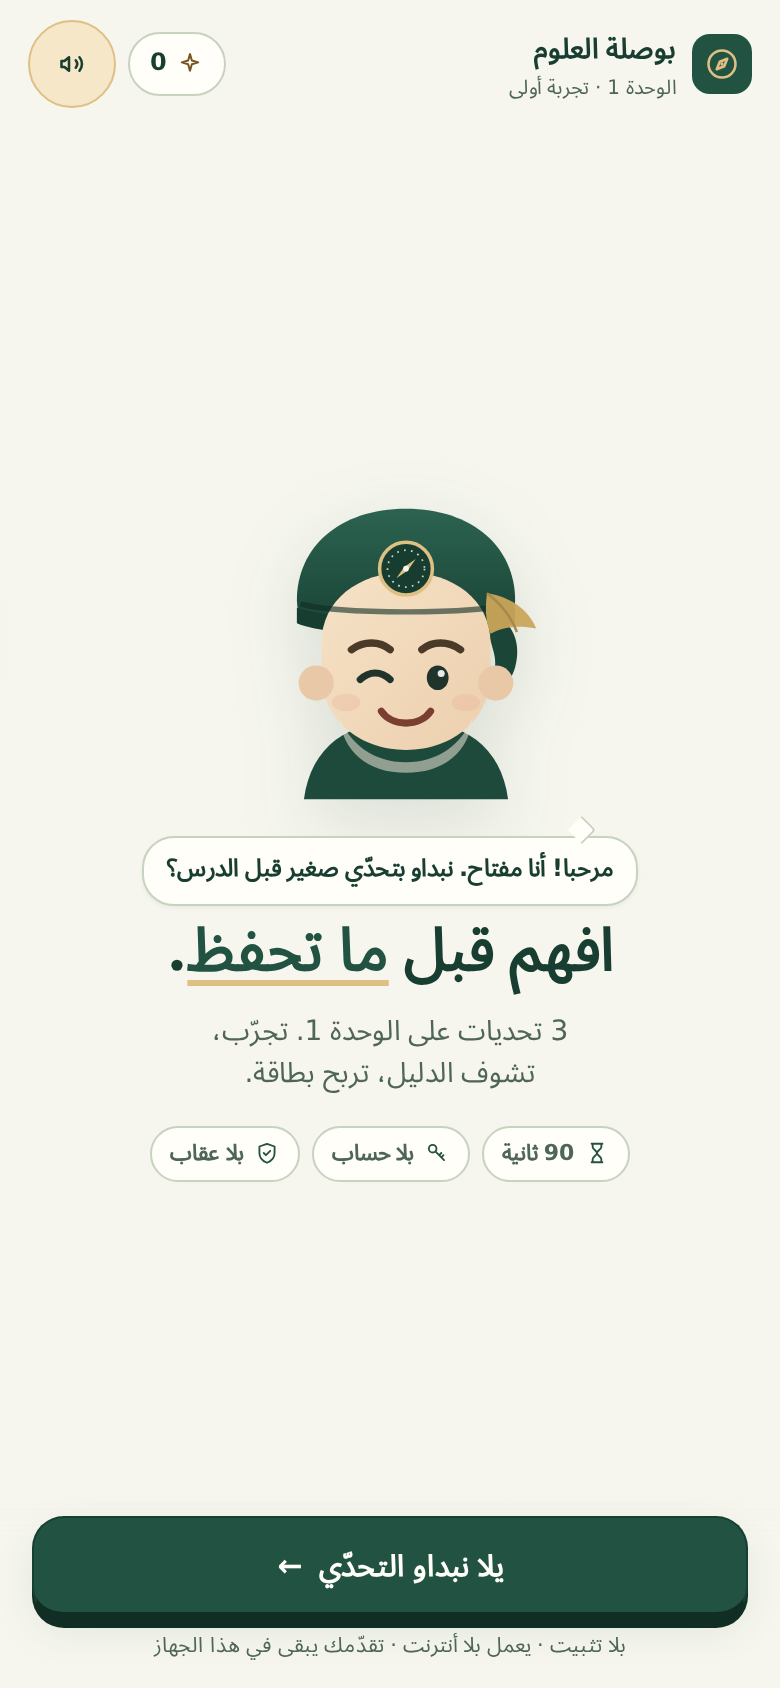 بوصلة العلوم
الوحدة 1 · تجربة أولى
0
مرحبا! أنا مفتاح. نبداو بتحدّي صغير قبل الدرس؟
افهم قبل ما تحفظ.
3 تحديات على الوحدة 1. تجرّب،
تشوف الدليل، تربح بطاقة.
90 ثانية
بلا حساب
بلا عقاب
يلا نبداو التحدّي ←
بلا تثبيت · يعمل بلا أنترنت · تقدّمك يبقى في هذا الجهاز